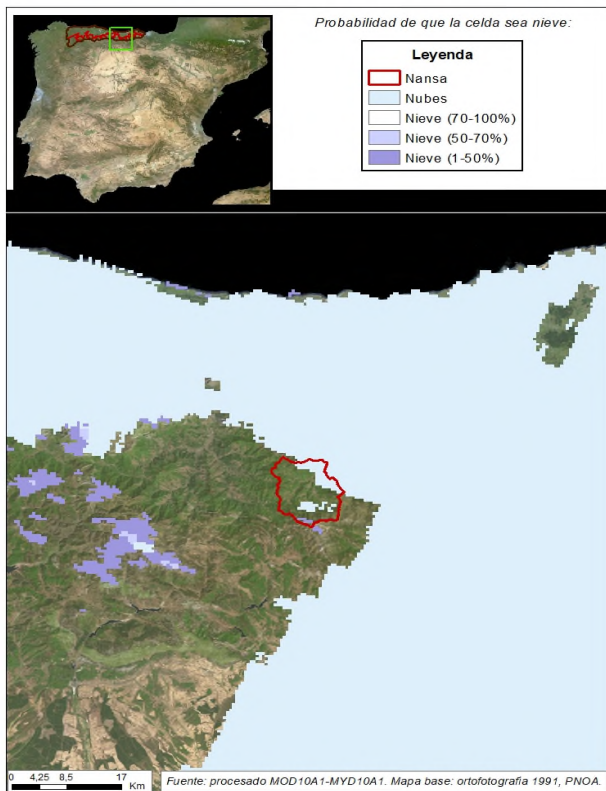 Probabilidad de que la celda sea nieve:
Leyenda
Nansa
Nubes
Nieve (70-100%)
Nieve (50-70%)
Nieve (1-50%)
0 4,25 8,5 17
Km
Fuente: procesado MOD10A1-MYD10A1. Mapa base: ortofotografia 1991, PNOA.